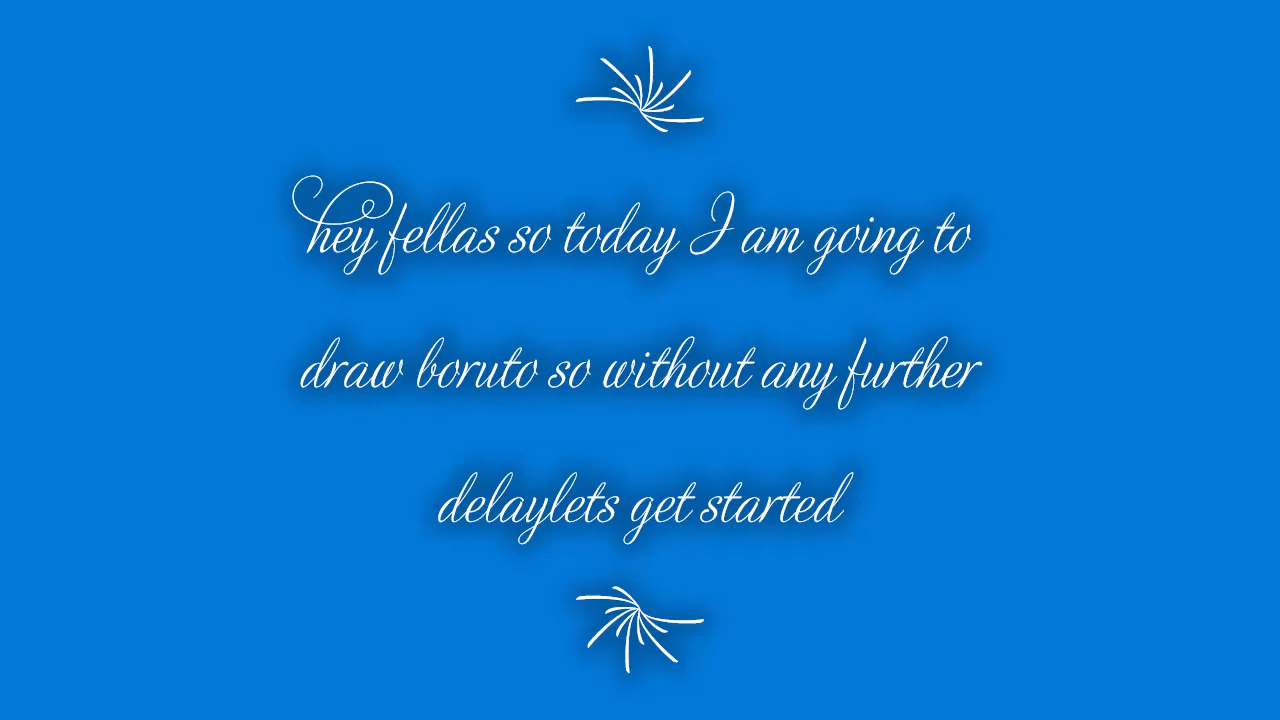 hey fellas so today I am going to
draw boruto so without any further
delaylets get started